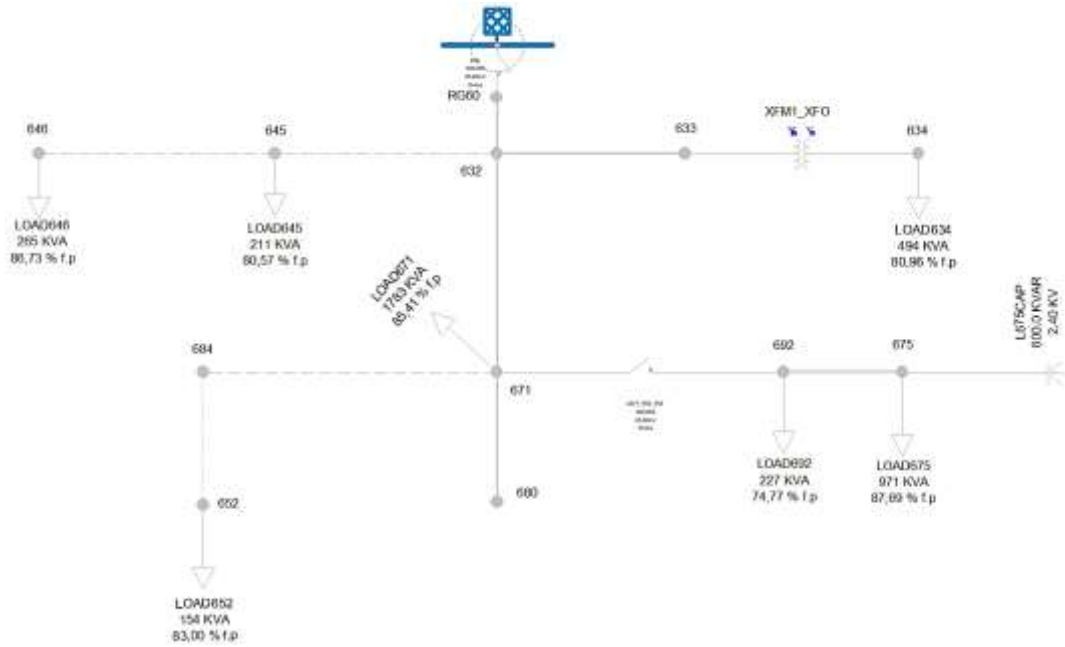 RG60
646
645
632
633
XFM1_XFO
634
LOAD646
265 KVA
86,73 % f.p
LOAD645
211 KVA
80,57 % f.p
LOAD634
494 KVA
80,96 % f.p
LOAD671
1783 KVA
85,41 % f.p
L675CAP
600.0 KVAR
2.40 KV
684
671
692
675
LOAD692
227 KVA
74,77 % f.p
LOAD675
971 KVA
87,69 % f.p
652
680
LOAD652
154 KVA
83,00 % f.p